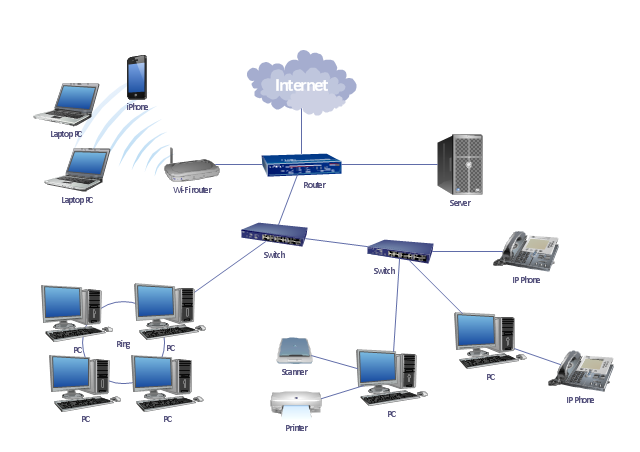 Internet
iPhone
Laptop PC
Laptop PC
Wi-Fi router
Router
Server
Switch
Switch
IP Phone
PC
Ring
PC
PC
PC
Scanner
Printer
PC
PC
IP Phone